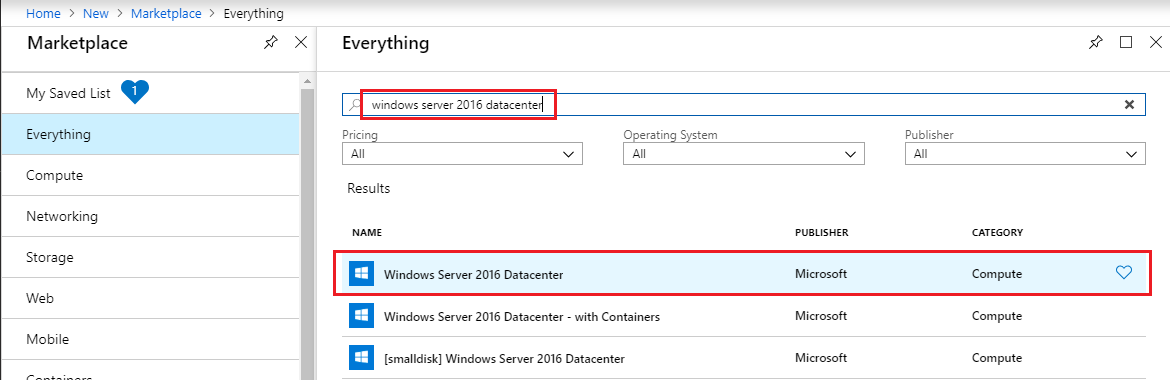 Home > New > Marketplace > Everything
Marketplace
My Saved List 1
Everything
Compute
Networking
Storage
Web
Mobile
Containers
Everything
windows server 2016 datacenter
Pricing Operating System Publisher
All All All
Results
NAME PUBLISHER CATEGORY
Windows Server 2016 Datacenter Microsoft Compute
Windows Server 2016 Datacenter - with Containers Microsoft Compute
[smalldisk] Windows Server 2016 Datacenter Microsoft Compute